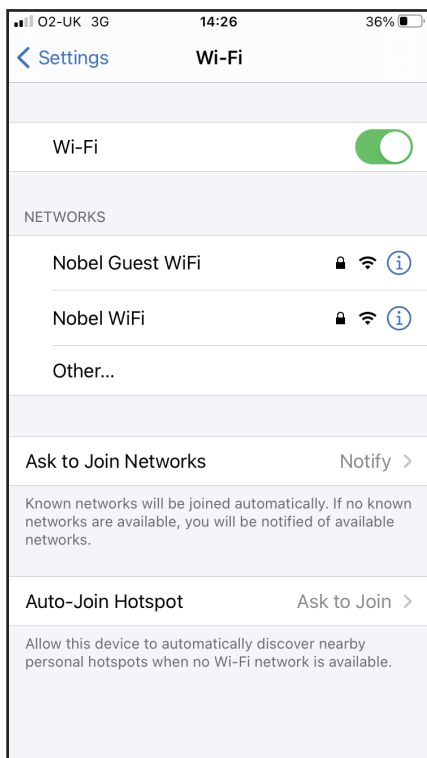 O2-UK 3G 14:26 36%
Settings Wi-Fi
Wi-Fi
NETWORKS
Nobel Guest WiFi
Nobel WiFi
Other...
Ask to Join Networks Notify
Known networks will be joined automatically. If no known
networks are available, you will be notified of available
networks.
Auto-Join Hotspot Ask to Join
Allow this device to automatically discover nearby
personal hotspots when no Wi-Fi network is available.